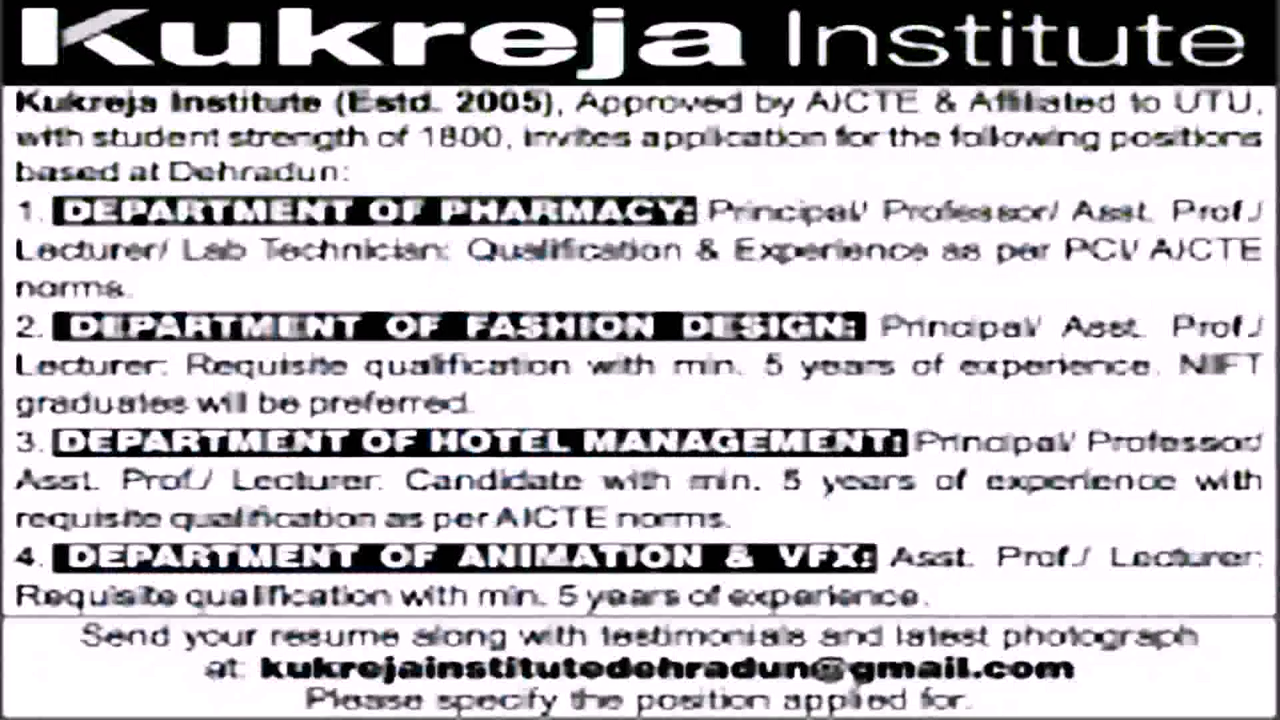 Kukreja Institute
Kukreja Institute (Estd. 2005), Approved by AICTE & Affiliated to UTU,
with student strength of 1800, invites application for the following positions
based at Dehradun:
1. DEPARTMENT OF PHARMACY: Principal/ Professor/ Asst. Prof./
Lecturer/ Lab Technician: Qualification & Experience as per PCI/ AICTE
norms.
2. DEPARTMENT OF FASHION DESIGN: Principal/ Asst. Prof./
Lecturer: Requisite qualification with min. 5 years of experience. NIFT
graduates will be preferred.
3. DEPARTMENT OF HOTEL MANAGEMENT: Principal/ Professor/
Asst. Prof./ Lecturer: Candidate with min. 5 years of experience with
requisite qualification as per AICTE norms.
4. DEPARTMENT OF ANIMATION & VFX: Asst. Prof./ Lecturer:
Requisite qualification with min. 5 years of experience.
Send your resume along with testimonials and latest photograph
at: kukrejainstitutedehradun@gmail.com
Please specify the position applied for.